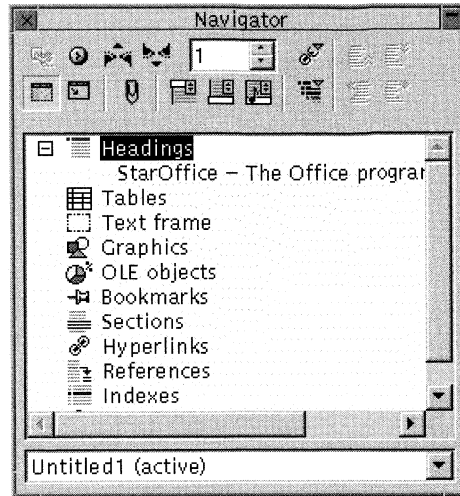 Navigator
1
Headings
StarOffice – The Office prograr
Tables
Text frame
Graphics
OLE objects
Bookmarks
Sections
Hyperlinks
References
Indexes
Untitled1 (active)